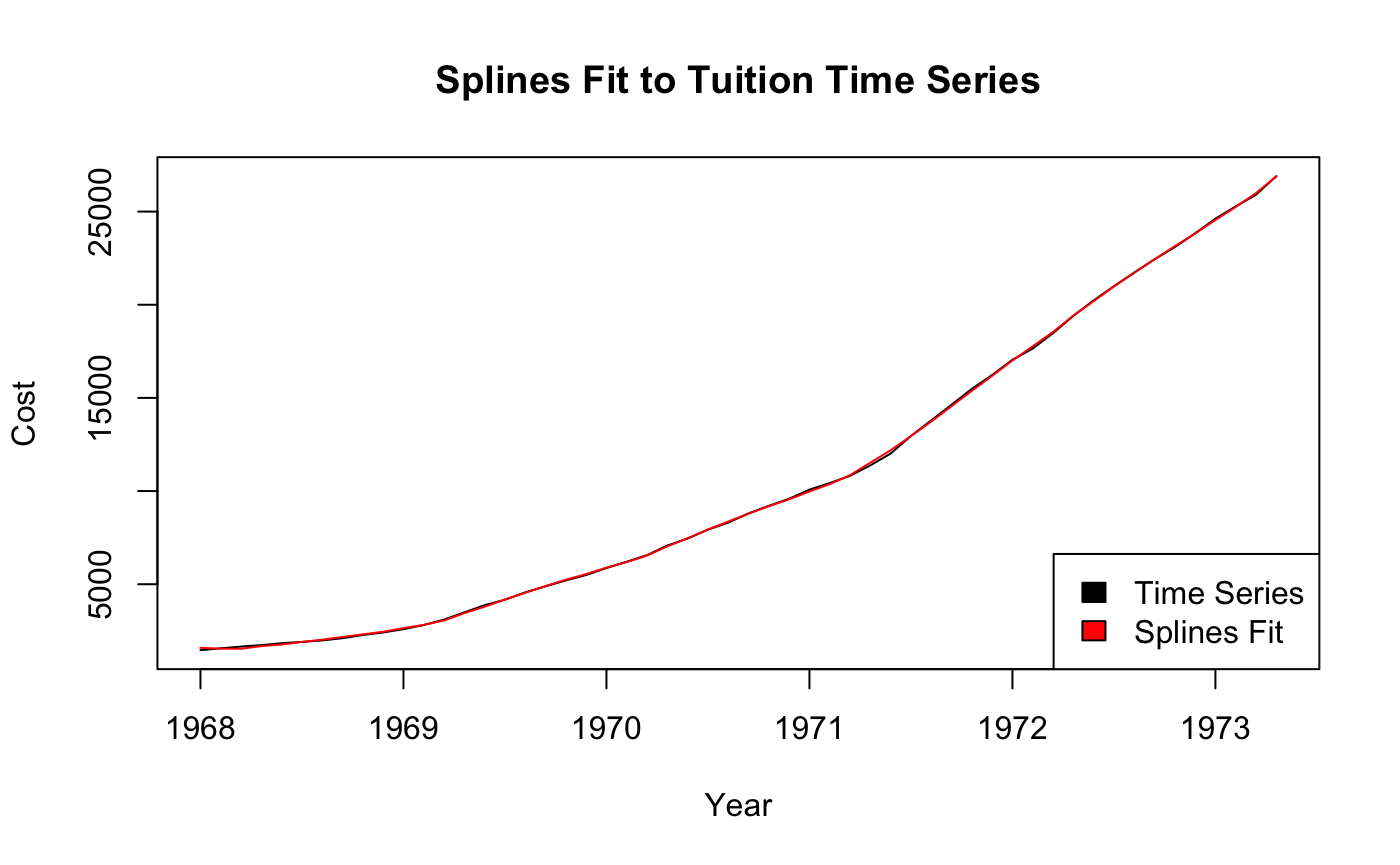 Splines Fit to Tuition Time Series
25000
15000
5000
Cost
Time Series
Splines Fit
1968 1969 1970 1971 1972 1973
Year